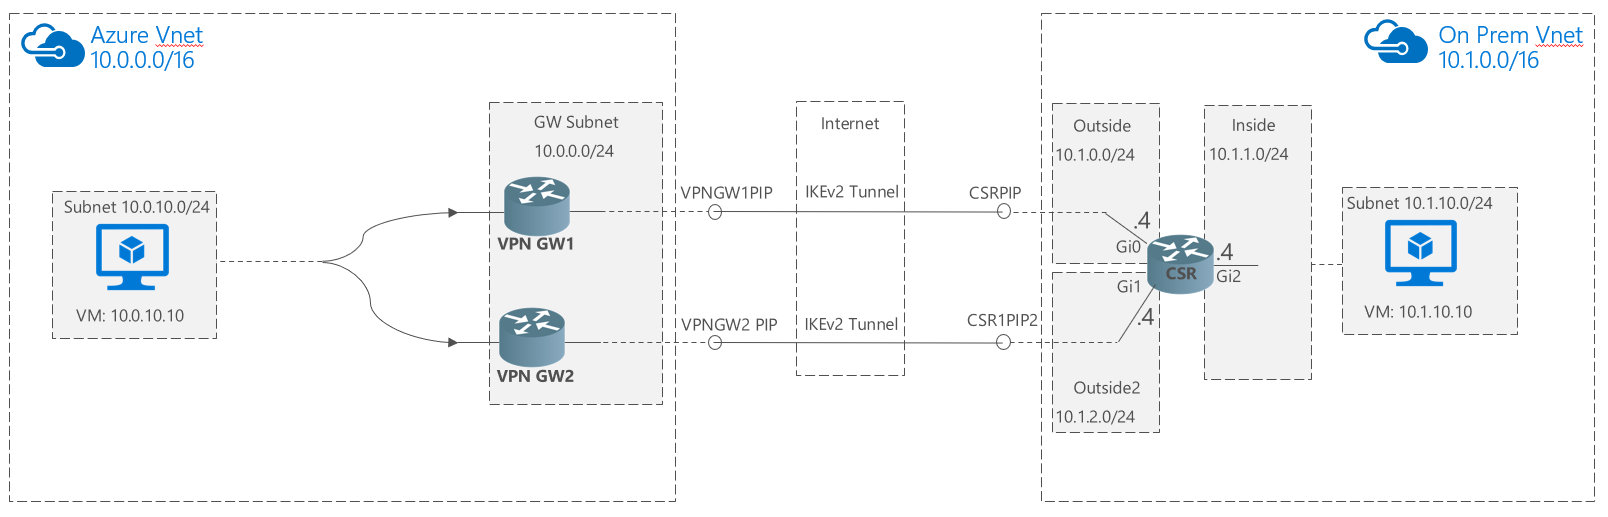 Azure Vnet
10.0.0.0/16
On Prem Vnet
10.1.0.0/16
GW Subnet
10.0.0.0/24
Internet
Outside
10.1.0.0/24
Inside
10.1.1.0/24
Subnet 10.0.10.0/24
VM: 10.0.10.10
VPN GW1
VPNGW1PIP
IKEv2 Tunnel
CSRPIP
.4
Gi0
CSR
.4
Gi2
Gi1
.4
Subnet 10.1.10.0/24
VM: 10.1.10.10
VPN GW2
VPNGW2 PIP
IKEv2 Tunnel
CSR1PIP2
Outside2
10.1.2.0/24